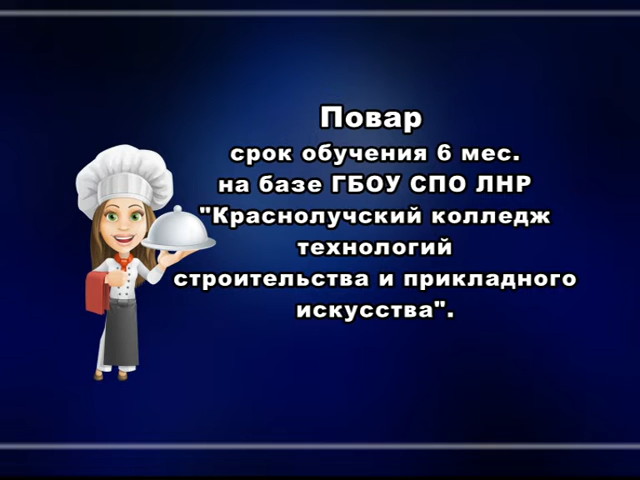 Повар
срок обучения 6 мес.
на базе ГБОУ СПО ЛНР
"Краснолучский колледж
технологий
строительства и прикладного
искусства".